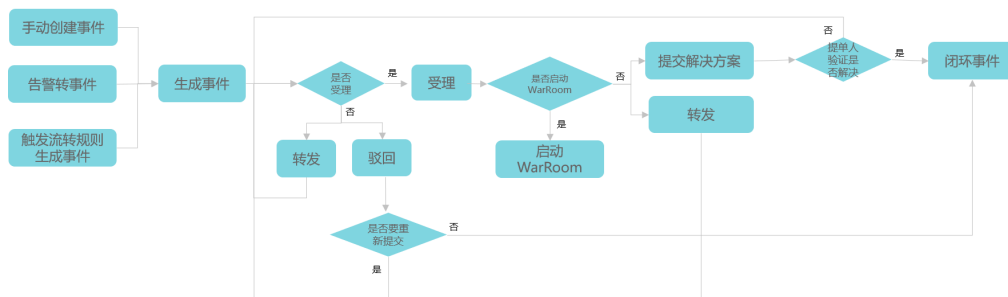 手动创建事件
告警转事件
触发流转规则
生成事件
生成事件
是否
受理
是
否
受理
转发
驳回
是否要重
新提交
否
是
是否启动
WarRoom
否
是
启动
WarRoom
提交解决方案
转发
提单人
验证是
否解决
否
是
闭环事件